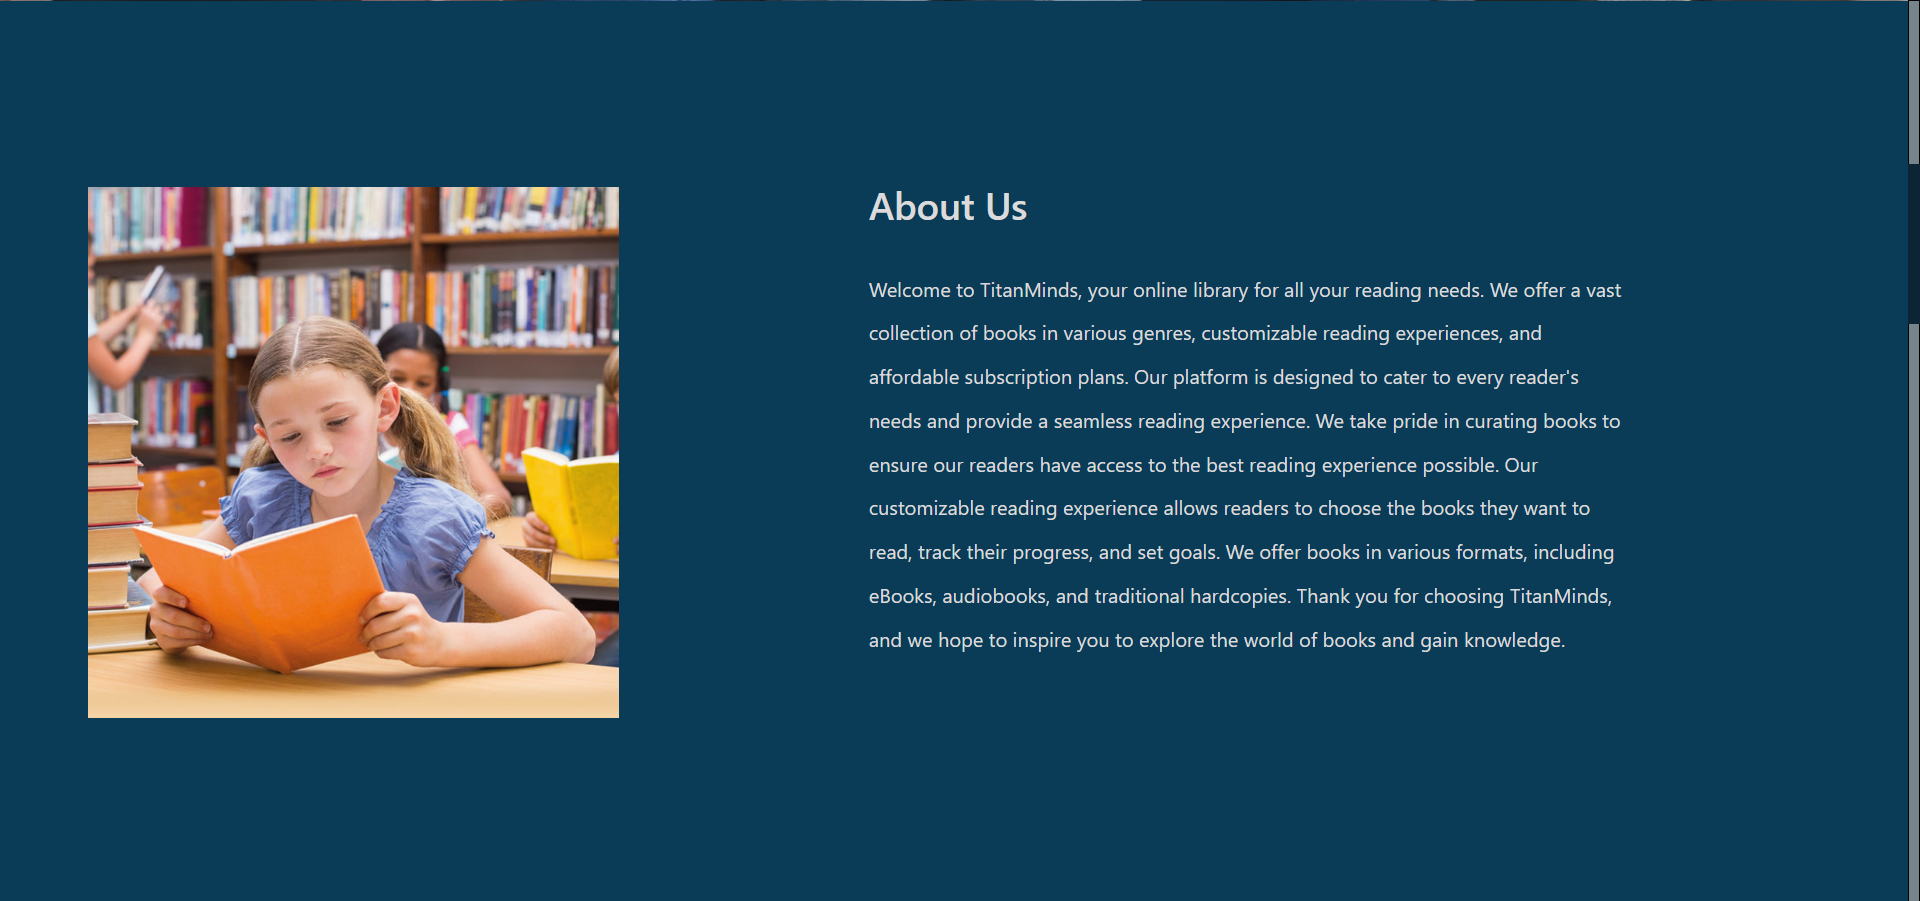 About Us
Welcome to TitanMinds, your online library for all your reading needs. We offer a vast
collection of books in various genres, customizable reading experiences, and
affordable subscription plans. Our platform is designed to cater to every reader's
needs and provide a seamless reading experience. We take pride in curating books to
ensure our readers have access to the best reading experience possible. Our
customizable reading experience allows readers to choose the books they want to
read, track their progress, and set goals. We offer books in various formats, including
eBooks, audiobooks, and traditional hardcopies. Thank you for choosing TitanMinds,
and we hope to inspire you to explore the world of books and gain knowledge.